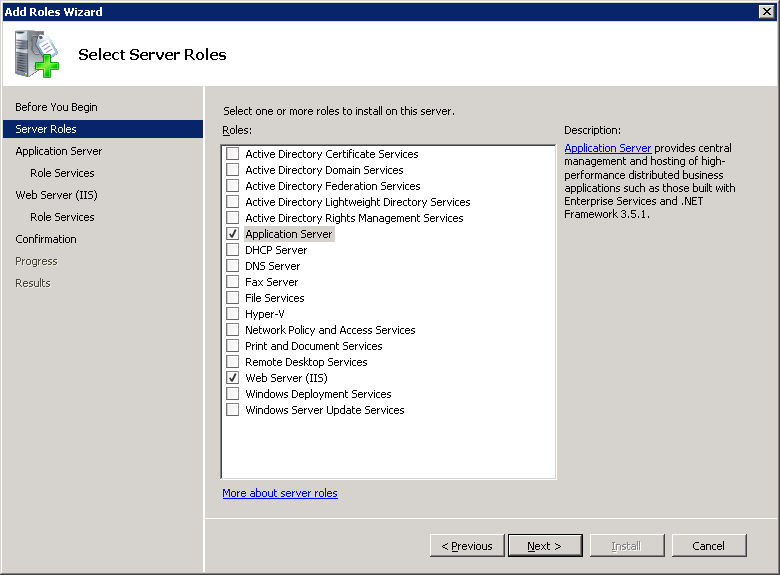 Add Roles Wizard
Select Server Roles
Before You Begin
Server Roles
Application Server
Role Services
Web Server (IIS)
Role Services
Confirmation
Progress
Results
Select one or more roles to install on this server.
Roles:
Active Directory Certificate Services
Active Directory Domain Services
Active Directory Federation Services
Active Directory Lightweight Directory Services
Active Directory Rights Management Services
Application Server
DHCP Server
DNS Server
Fax Server
File Services
Hyper-V
Network Policy and Access Services
Print and Document Services
Remote Desktop Services
Web Server (IIS)
Windows Deployment Services
Windows Server Update Services
More about server roles
Description:
Application Server provides central
management and hosting of high-
performance distributed business
applications such as those built with
Enterprise Services and .NET
Framework 3.5.1.
< Previous
Next >
Install
Cancel